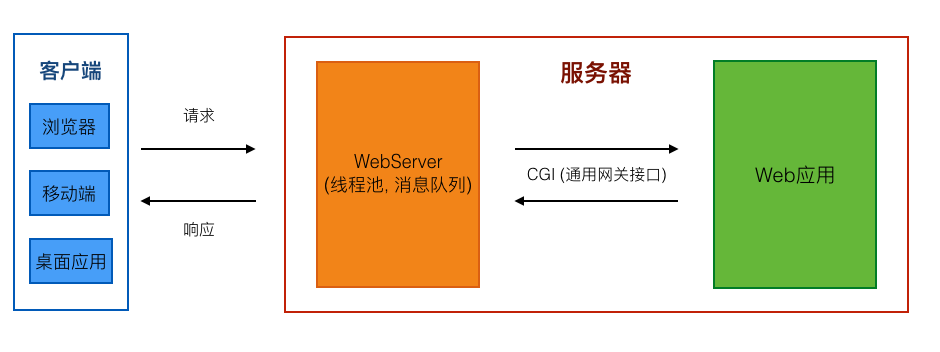 客户端
浏览器
移动端
桌面应用
请求
响应
服务器
WebServer
(线程池, 消息队列)
CGI (通用网关接口)
Web应用